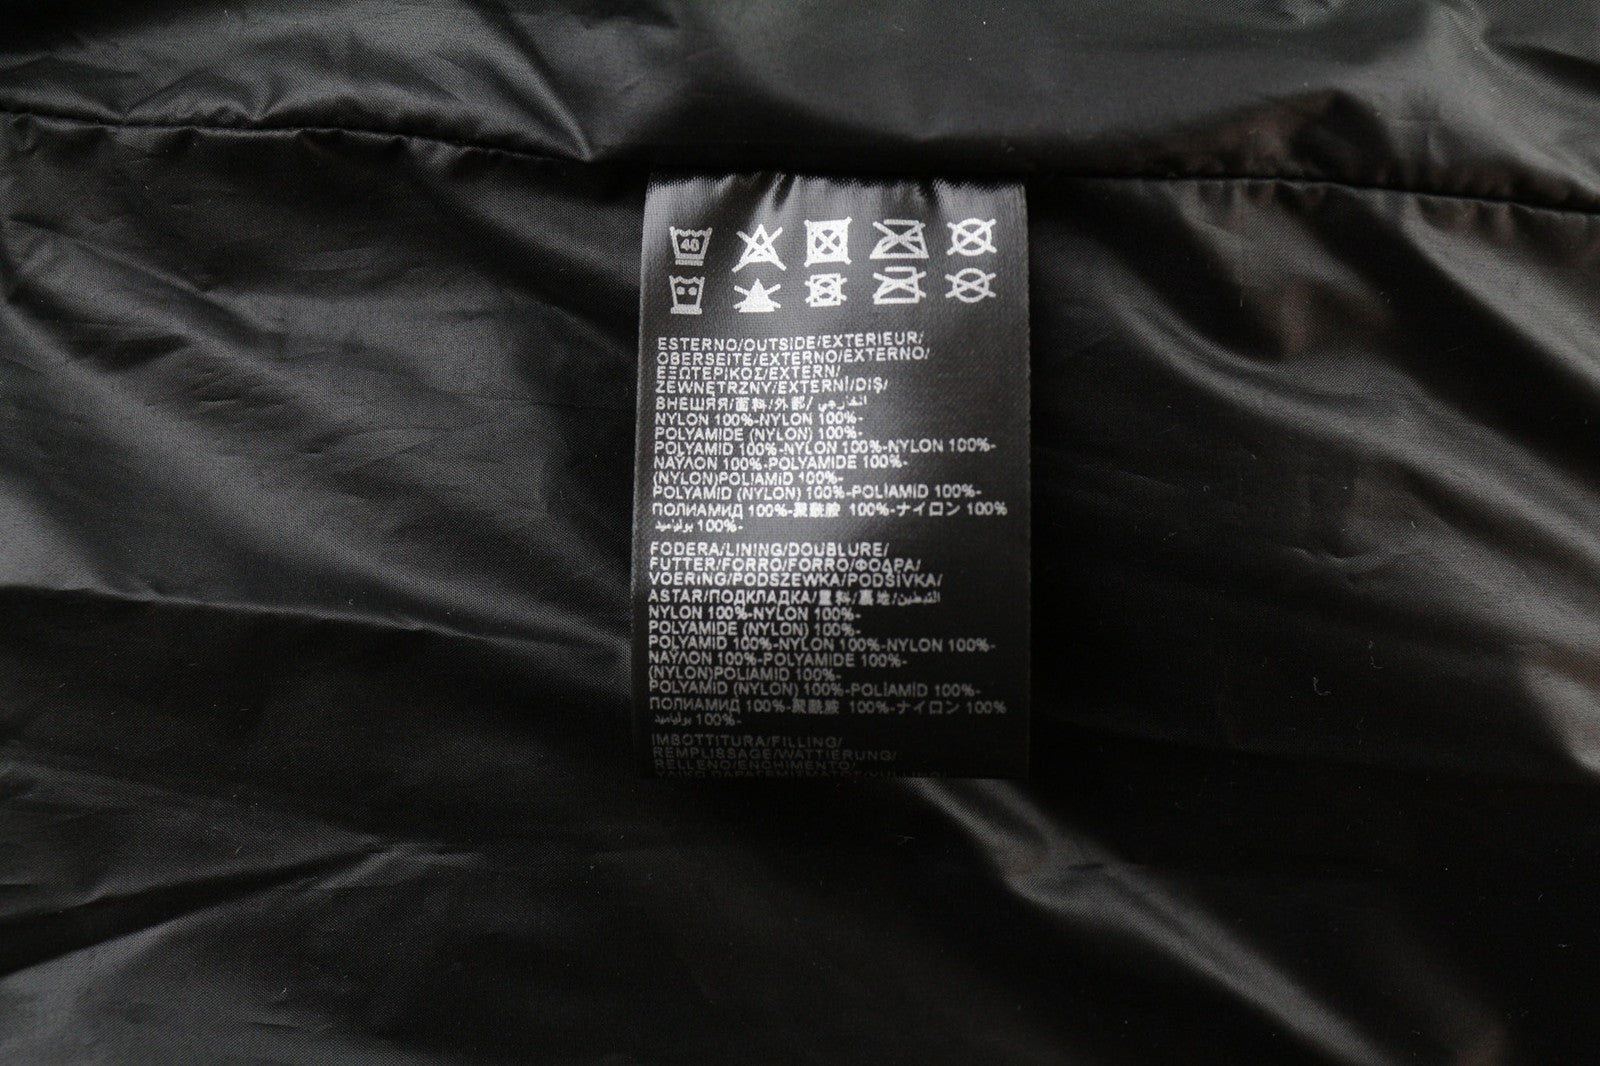 40
ESTERNO/OUTSIDE/EXTERIEUR/
OBERSEITE/EXTERNO/EXTERNO/
ΕΞΩΤΕΡΙΚΟΣ/EXTERN/
ZEWNĘTRZNY/EXTERNÍ/DIŞ/
ВНЕШЯЯ/面料/外部/
NYLON 100%-NYLON 100%-
POLYAMIDE (NYLON) 100%-
POLYAMID 100%-NYLON 100%-NYLON 100%-
ΝΑΫΛΟΝ 100%-POLYAMIDE 100%-
(NYLON)POLIAMID 100%-
POLYAMID (NYLON) 100%-POLİAMİD 100%-
ПОЛИАМИД 100%-聚酰胺 100%-ナイロン 100%
بوليامید 100%-
FODERA/LINING/DOUBLURE/
FUTTER/FORRO/FORRO/ΦΟΔΡΑ/
VOERING/PODSZEWKA/PODŠÍVKA/
ASTAR/ПОДКЛАДКА/里料/裏地/
NYLON 100%-NYLON 100%-
POLYAMIDE (NYLON) 100%-
POLYAMID 100%-NYLON 100%-NYLON 100%-
ΝΑΫΛΟΝ 100%-POLYAMIDE 100%-
(NYLON)POLIAMID 100%-
POLYAMID (NYLON) 100%-POLİAMİD 100%-
ПОЛИАМИД 100%-聚酰胺 100%-ナイロン 100%
بوليامید 100%-
IMBOTTITURA/FILLING/
REMPLISSAGE/WATTIERUNG/
RELLENO/ENCHIMENTO/